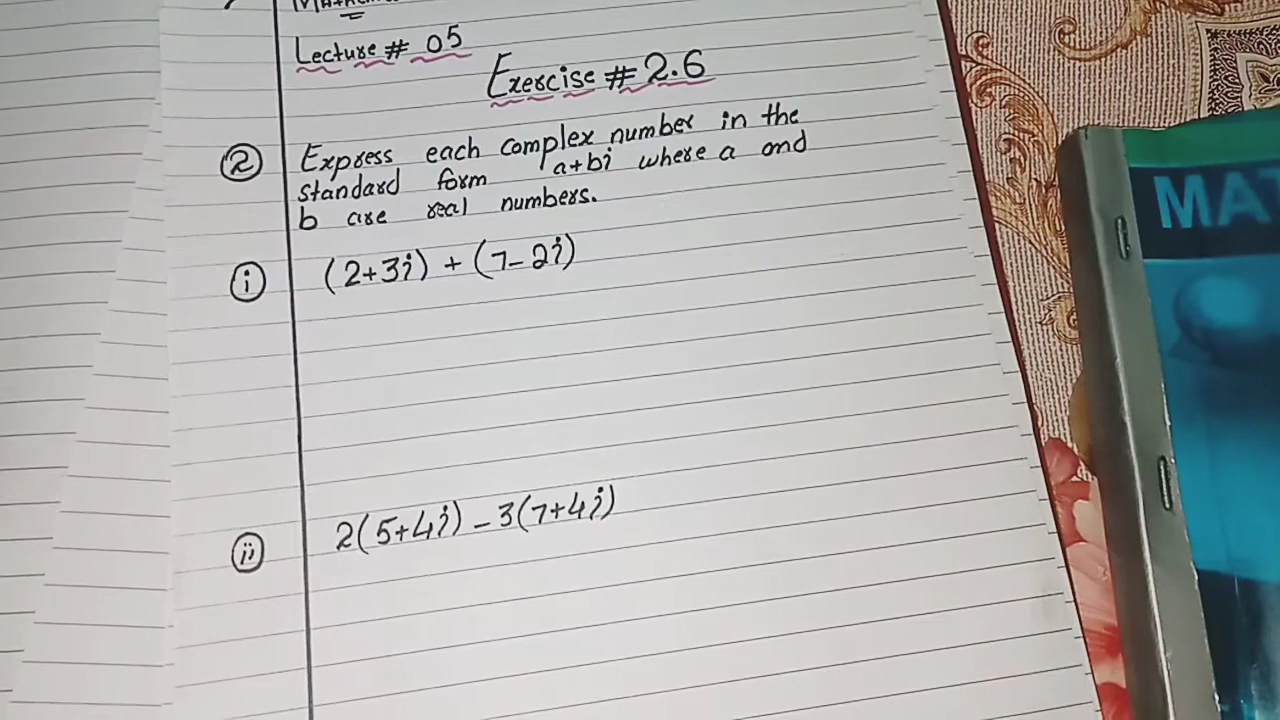 Lecture # 05
Exercise # 2.6
② Express each complex number in the
standard form a+bi where a and
b are real numbers.
ⓘ (2+3i) + (7-2i)
ⓘⓘ 2(5+4i) - 3(7+4i)
MAT